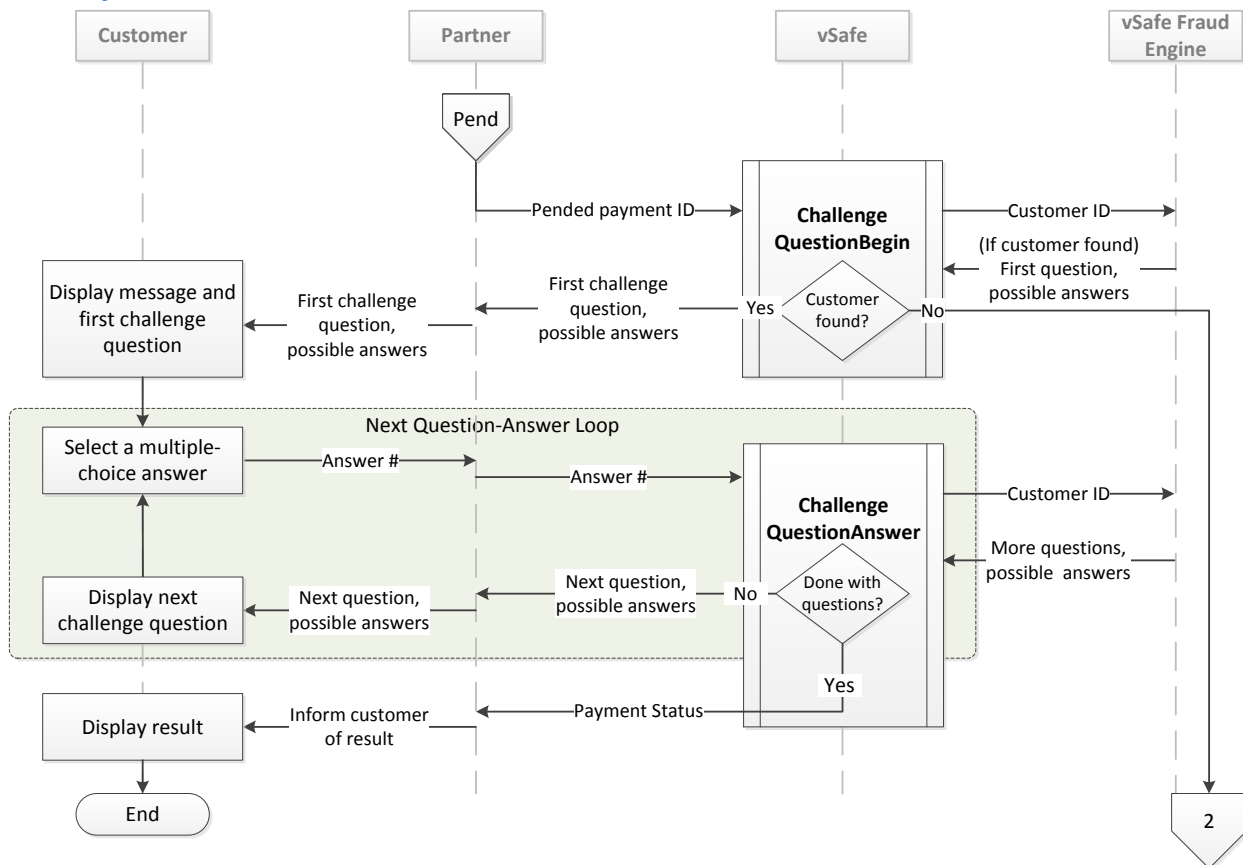 Customer
Partner
vSafe
vSafe Fraud
Engine
Pend
Pended payment ID
Challenge
QuestionBegin
Customer ID
(If customer found)
First question,
possible answers
Customer
found?
Yes
No
First challenge
question,
possible answers
First challenge
question,
possible answers
Display message and
first challenge
question
Next Question-Answer Loop
Select a multiple-
choice answer
Answer #
Answer #
Challenge
QuestionAnswer
Customer ID
More questions,
possible answers
Done with
questions?
No
Next question,
possible answers
Next question,
possible answers
Display next
challenge question
Yes
Payment Status
Inform customer
of result
Display result
End
2